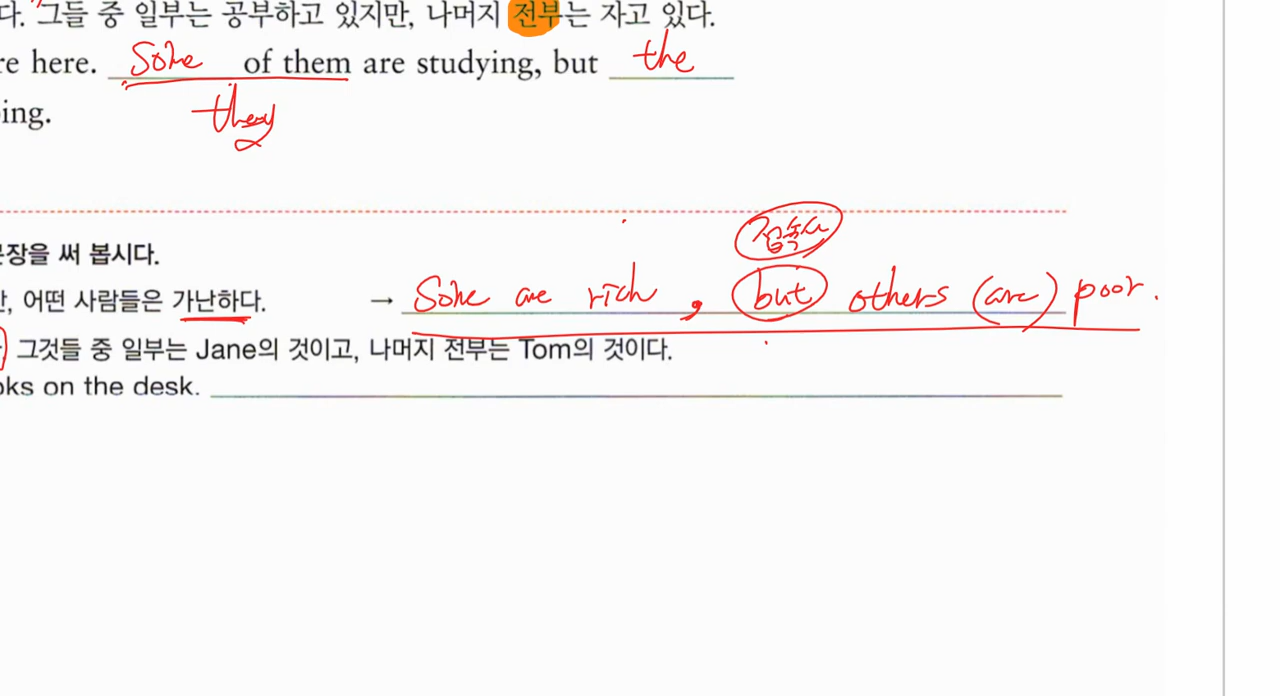 다. 그들 중 일부는 공부하고 있지만, 나머지 전부는 자고 있다.
re here. Some of them are studying, but the
they
ing.
접속사
문장을 써 봅시다.
만, 어떤 사람들은 가난하다. → Some are rich, but others (are) poor.
그것들 중 일부는 Jane의 것이고, 나머지 전부는 Tom의 것이다.
oks on the desk.